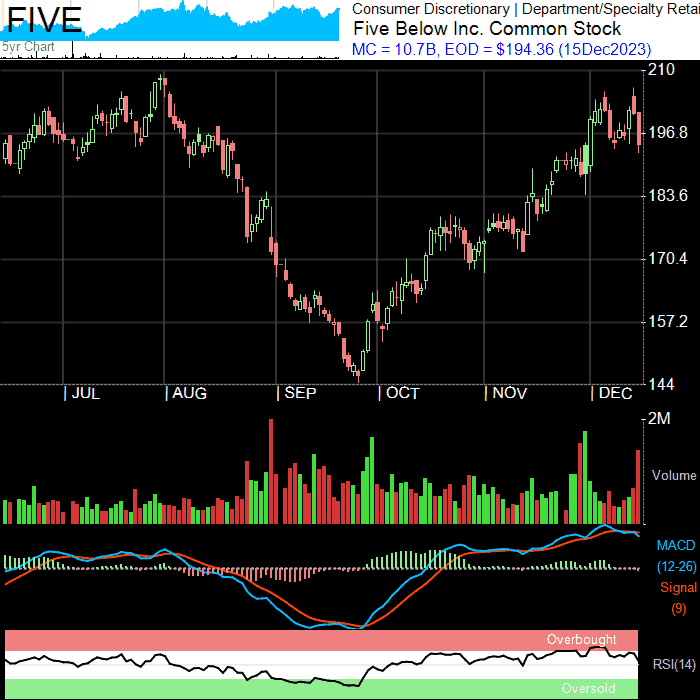 FIVE
5yr Chart
Consumer Discretionary | Department/Specialty Retai
Five Below Inc. Common Stock
MC = 10.7B, EOD = $194.36 (15Dec2023)
210
196.8
183.6
170.4
157.2
144
| JUL | AUG | SEP | OCT | NOV | DEC
2M
Volume
MACD
(12-26)
Signal
(9)
Overbought
RSI(14)
Oversold